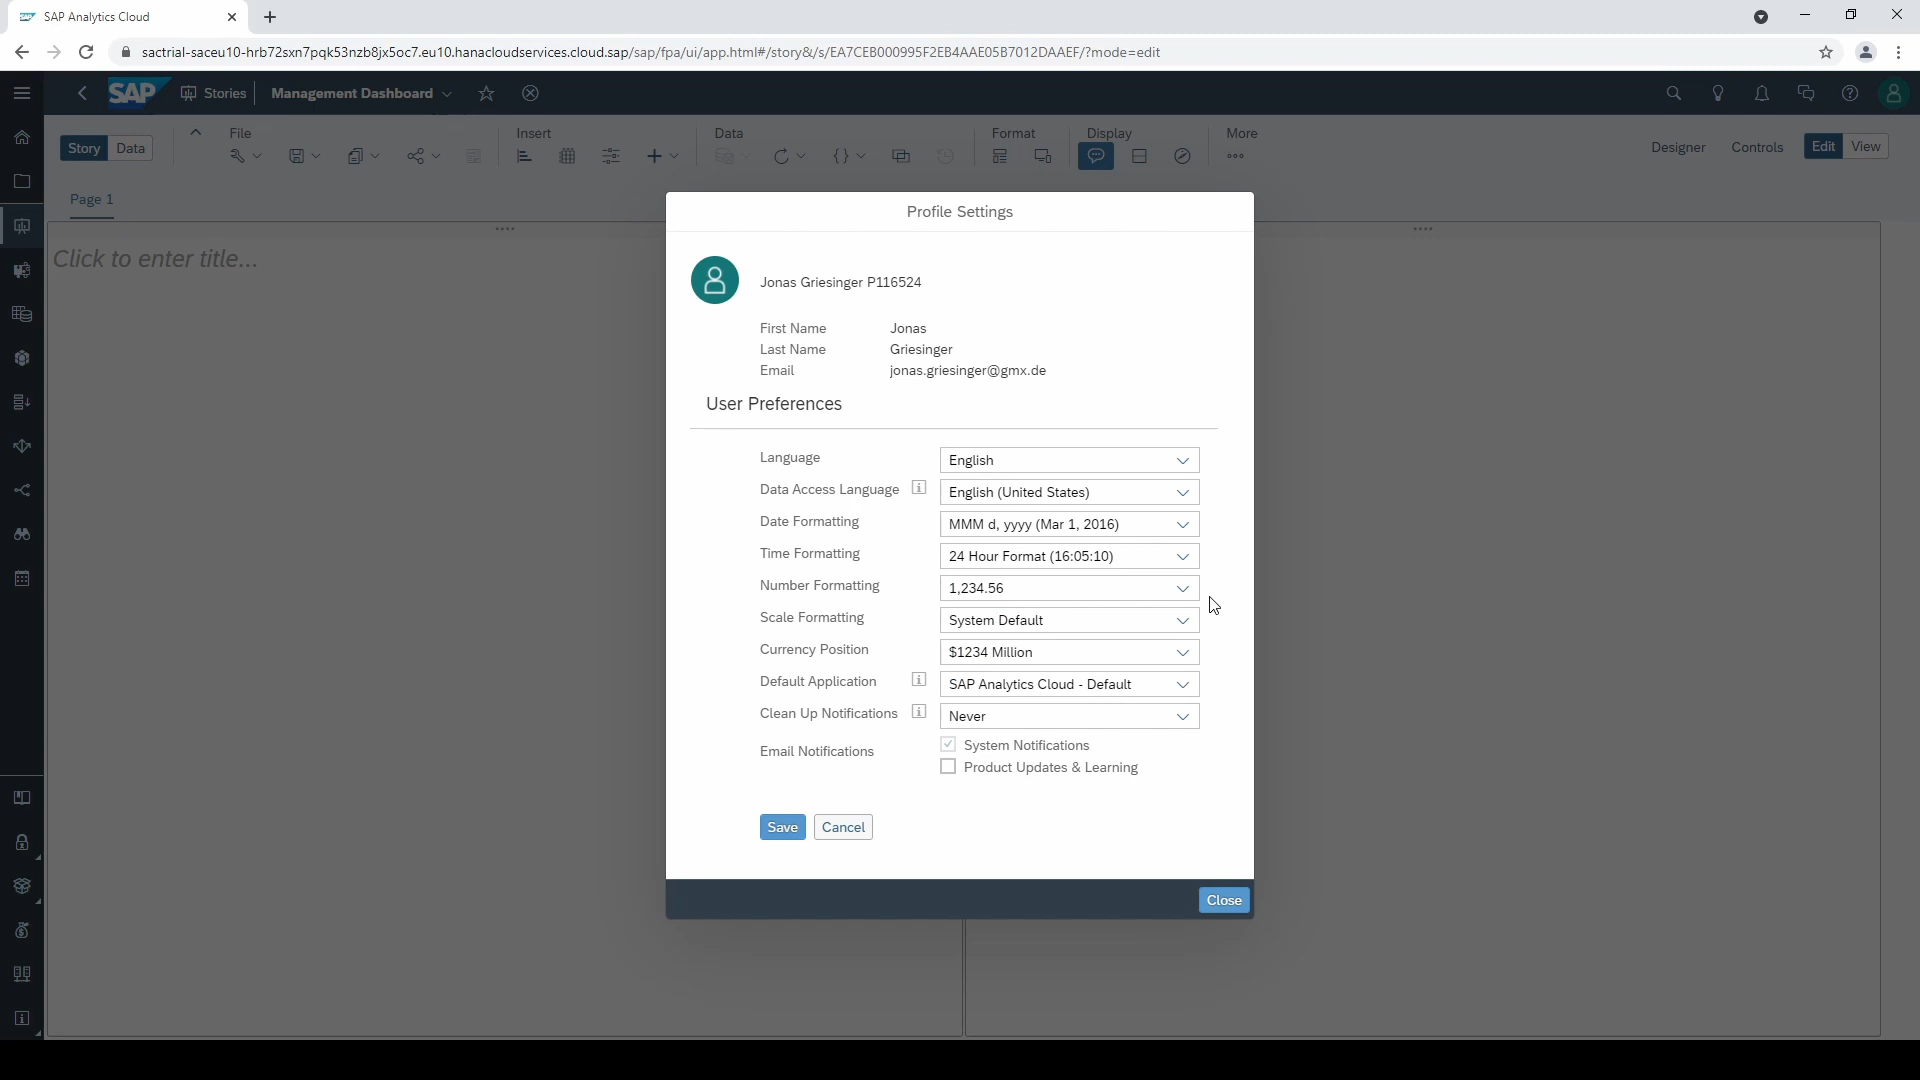 SAP Analytics Cloud
sactrial-saceu10-hrb72sxn7pqk53nzb8jx5oc7.eu10.hanacloudservices.cloud.sap/sap/fpa/ui/app.html#/story&/s/EA7CEB000995F2EB4AAE05B7012DAAEF/?mode=edit
SAP Stories Management Dashboard
File Insert Data Format Display More
Story Data Designer Controls Edit View
Page 1
Click to enter title...
Profile Settings
Jonas Griesinger P116524
First Name Jonas
Last Name Griesinger
Email jonas.griesinger@gmx.de
User Preferences
Language English
Data Access Language English (United States)
Date Formatting MMM d, yyyy (Mar 1, 2016)
Time Formatting 24 Hour Format (16:05:10)
Number Formatting 1,234.56
Scale Formatting System Default
Currency Position $1234 Million
Default Application SAP Analytics Cloud - Default
Clean Up Notifications Never
Email Notifications System Notifications
Product Updates & Learning
Save Cancel
Close